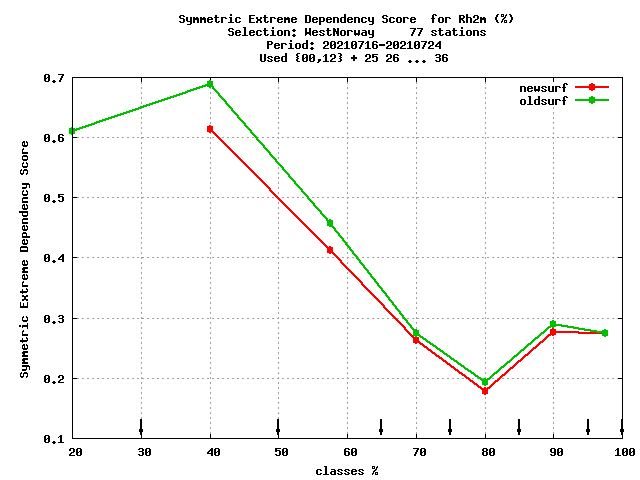 Symmetric Extreme Dependency Score  for Rh2m (%)
Selection: WestNorway     77 stations
Period: 20210716-20210724
Used {00,12} + 25 26 ... 36
newsurf
oldsurf
0.7
0.6
0.5
0.4
0.3
0.2
0.1
Symmetric Extreme Dependency Score
20 30 40 50 60 70 80 90 100
classes %